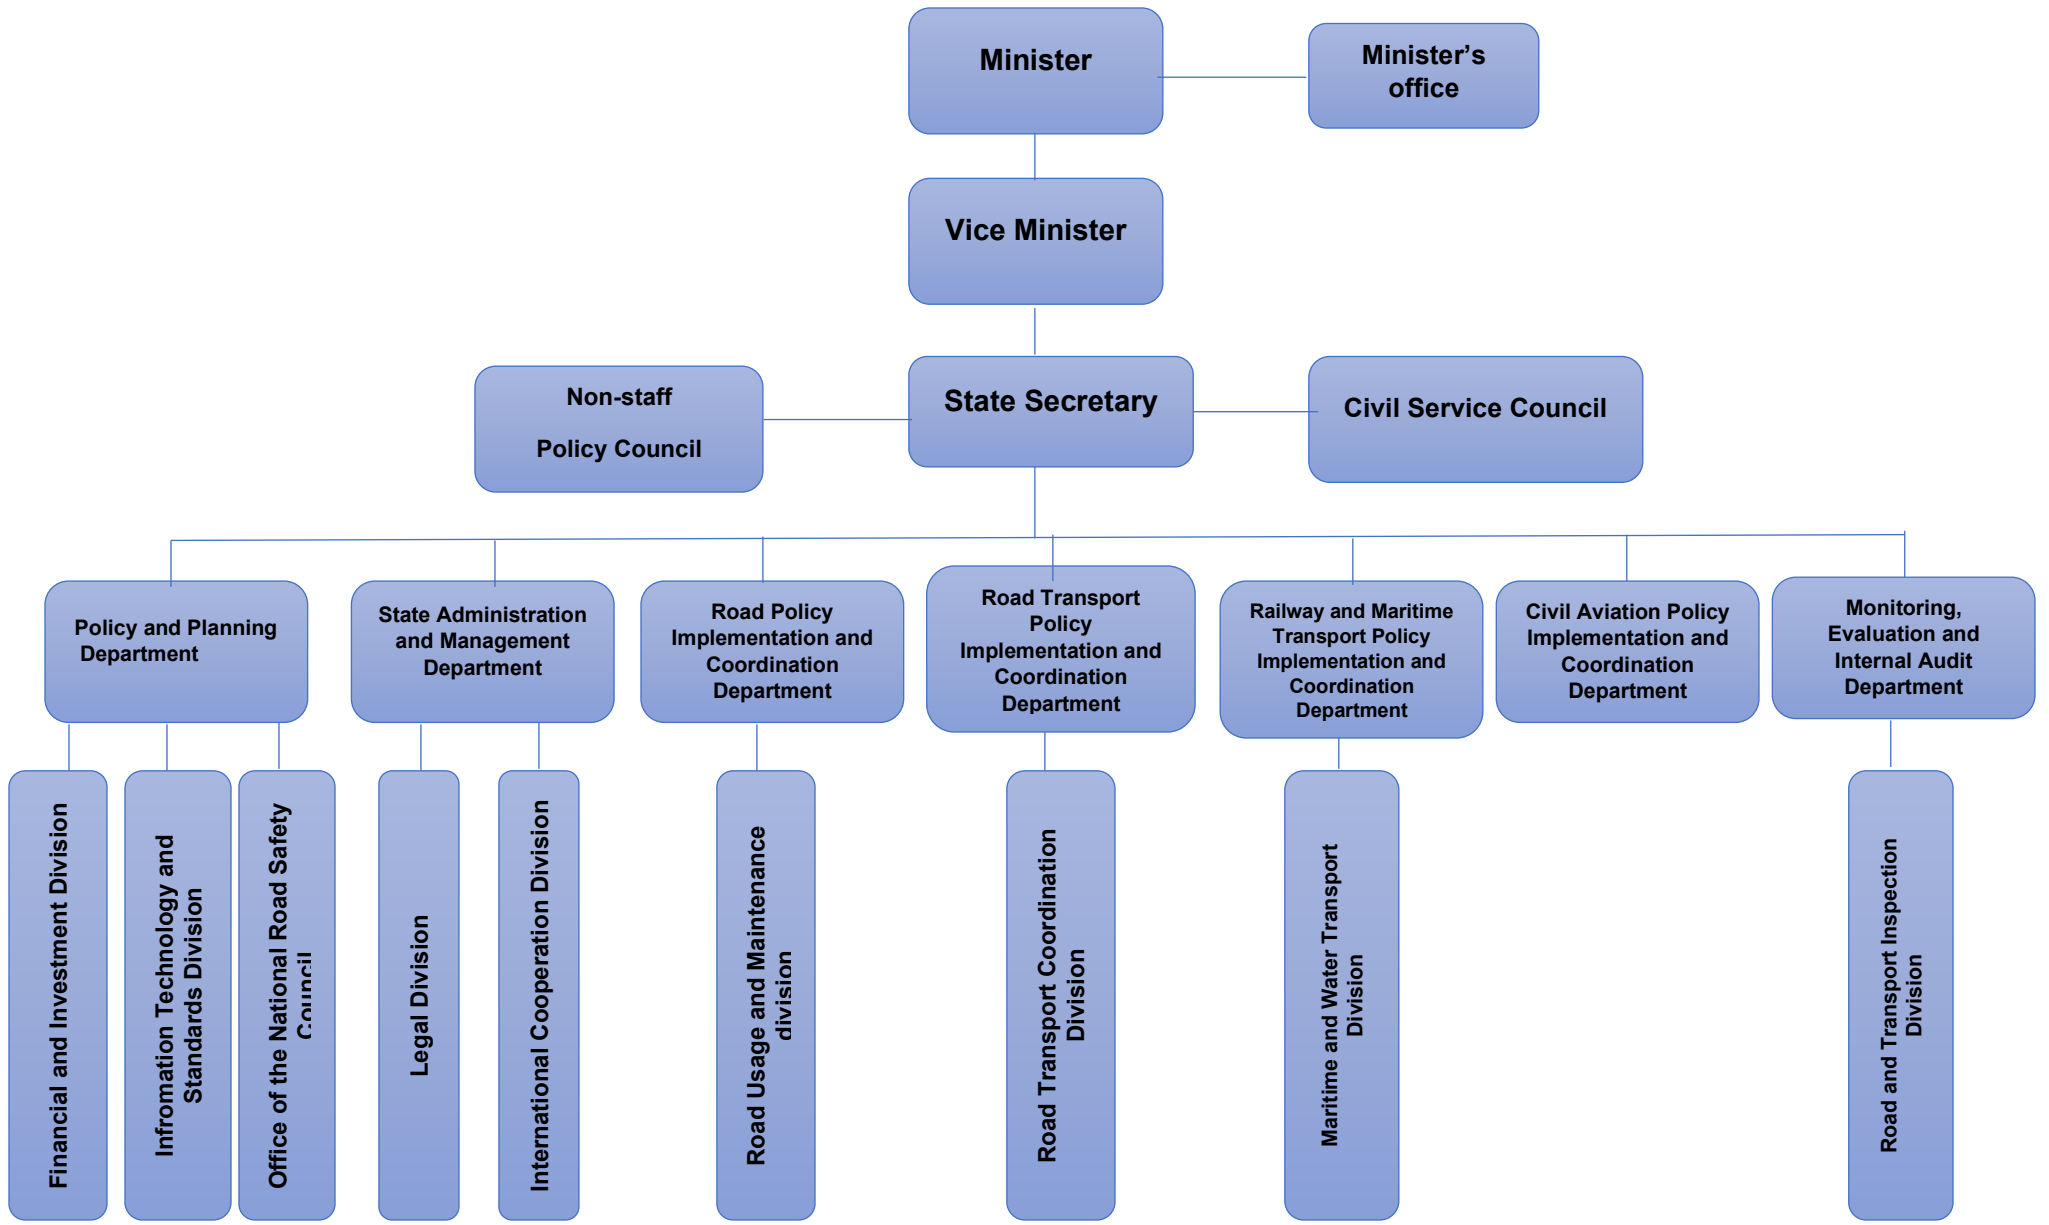 Minister
Minister’s
office
Vice Minister
Non-staff
Policy Council
State Secretary
Civil Service Council
Policy and Planning
Department
State Administration
and Management
Department
Road Policy
Implementation and
Coordination
Department
Road Transport
Policy
Implementation and
Coordination
Department
Railway and Maritime
Transport Policy
Implementation and
Coordination
Department
Civil Aviation Policy
Implementation and
Coordination
Department
Monitoring,
Evaluation and
Internal Audit
Department
Financial and Investment Division
Infromation Technology and
Standards Division
Office of the National Road Safety
Council
Legal Division
International Cooperation Division
Road Usage and Maintenance
division
Road Transport Coordination
Division
Maritime and Water Transport
Division
Road and Transport Inspection
Division